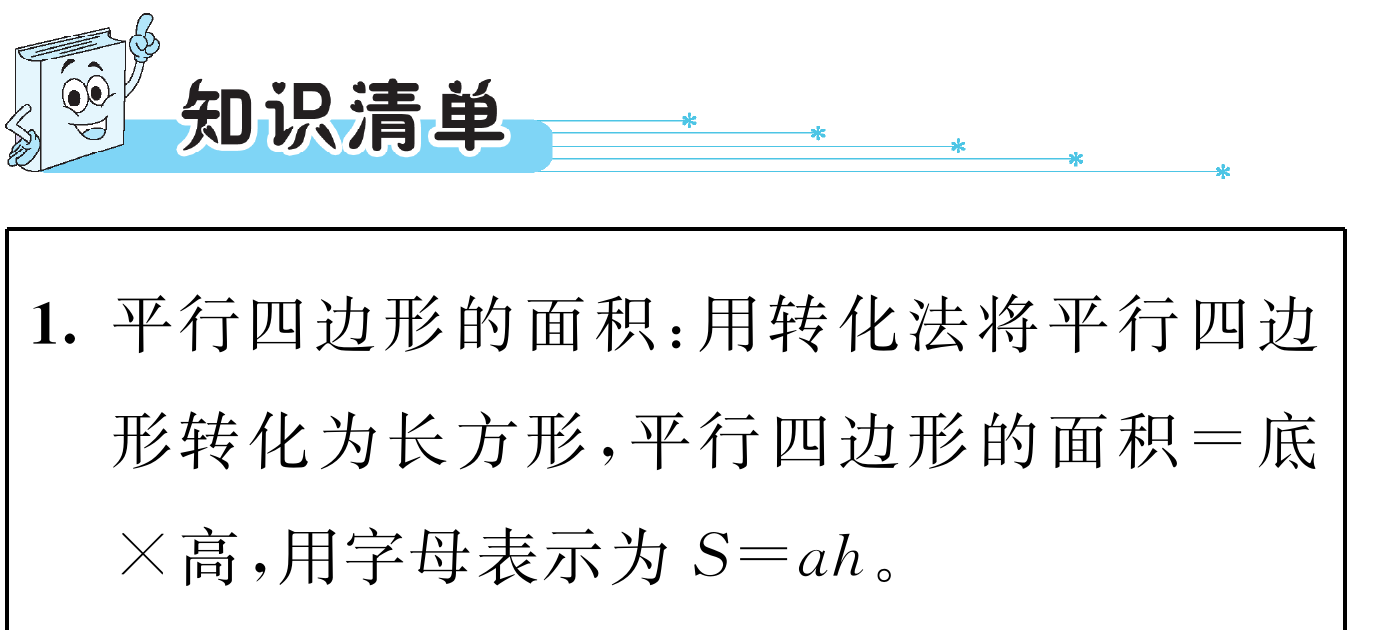 知识清单
1. 平行四边形的面积:用转化法将平行四边
形转化为长方形,平行四边形的面积=底
×高,用字母表示为 S=ah。